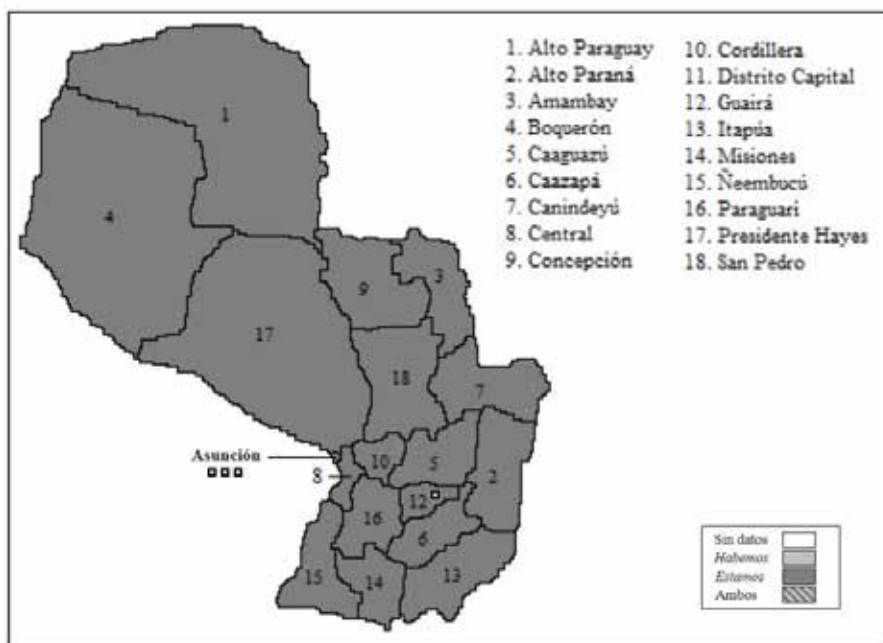 1. Alto Paraguay
2. Alto Paraná
3. Amambay
4. Boquerón
5. Caaguazú
6. Caazapá
7. Canindeyú
8. Central
9. Concepción
10. Cordillera
11. Distrito Capital
12. Guairá
13. Itapúa
14. Misiones
15. Ñeembucú
16. Paraguarí
17. Presidente Hayes
18. San Pedro
1
4
9
3
17
18
7
Asunción
10
5
8
2
12
16
6
15
14
13
Sin datos
Habemos
Estamos
Ambos